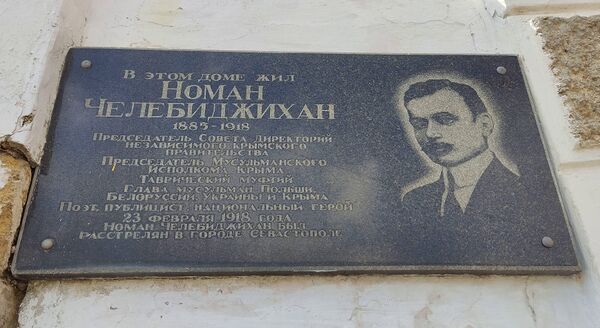 В этом доме жил
Номан
Челебиджихан
1885-1918
Председатель Совета Директорий
независимого Крымского
правительства
Председатель Мусульманского
исполкома Крыма
Таврический муфтий
Глава мусульман Польши,
Белоруссии, Украины и Крыма
Поэт, публицист, национальный герой
23 февраля 1918 года
Номан Челебиджихан был
расстрелян в городе Севастополе